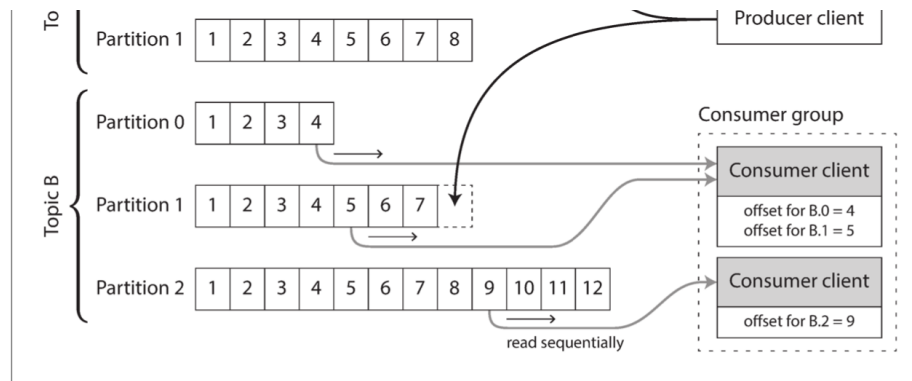 To
Producer client
Partition 1 1 2 3 4 5 6 7 8
Topic B
Partition 0 1 2 3 4
Partition 1 1 2 3 4 5 6 7
Partition 2 1 2 3 4 5 6 7 8 9 10 11 12
read sequentially
Consumer group
Consumer client
offset for B.0 = 4
offset for B.1 = 5
Consumer client
offset for B.2 = 9